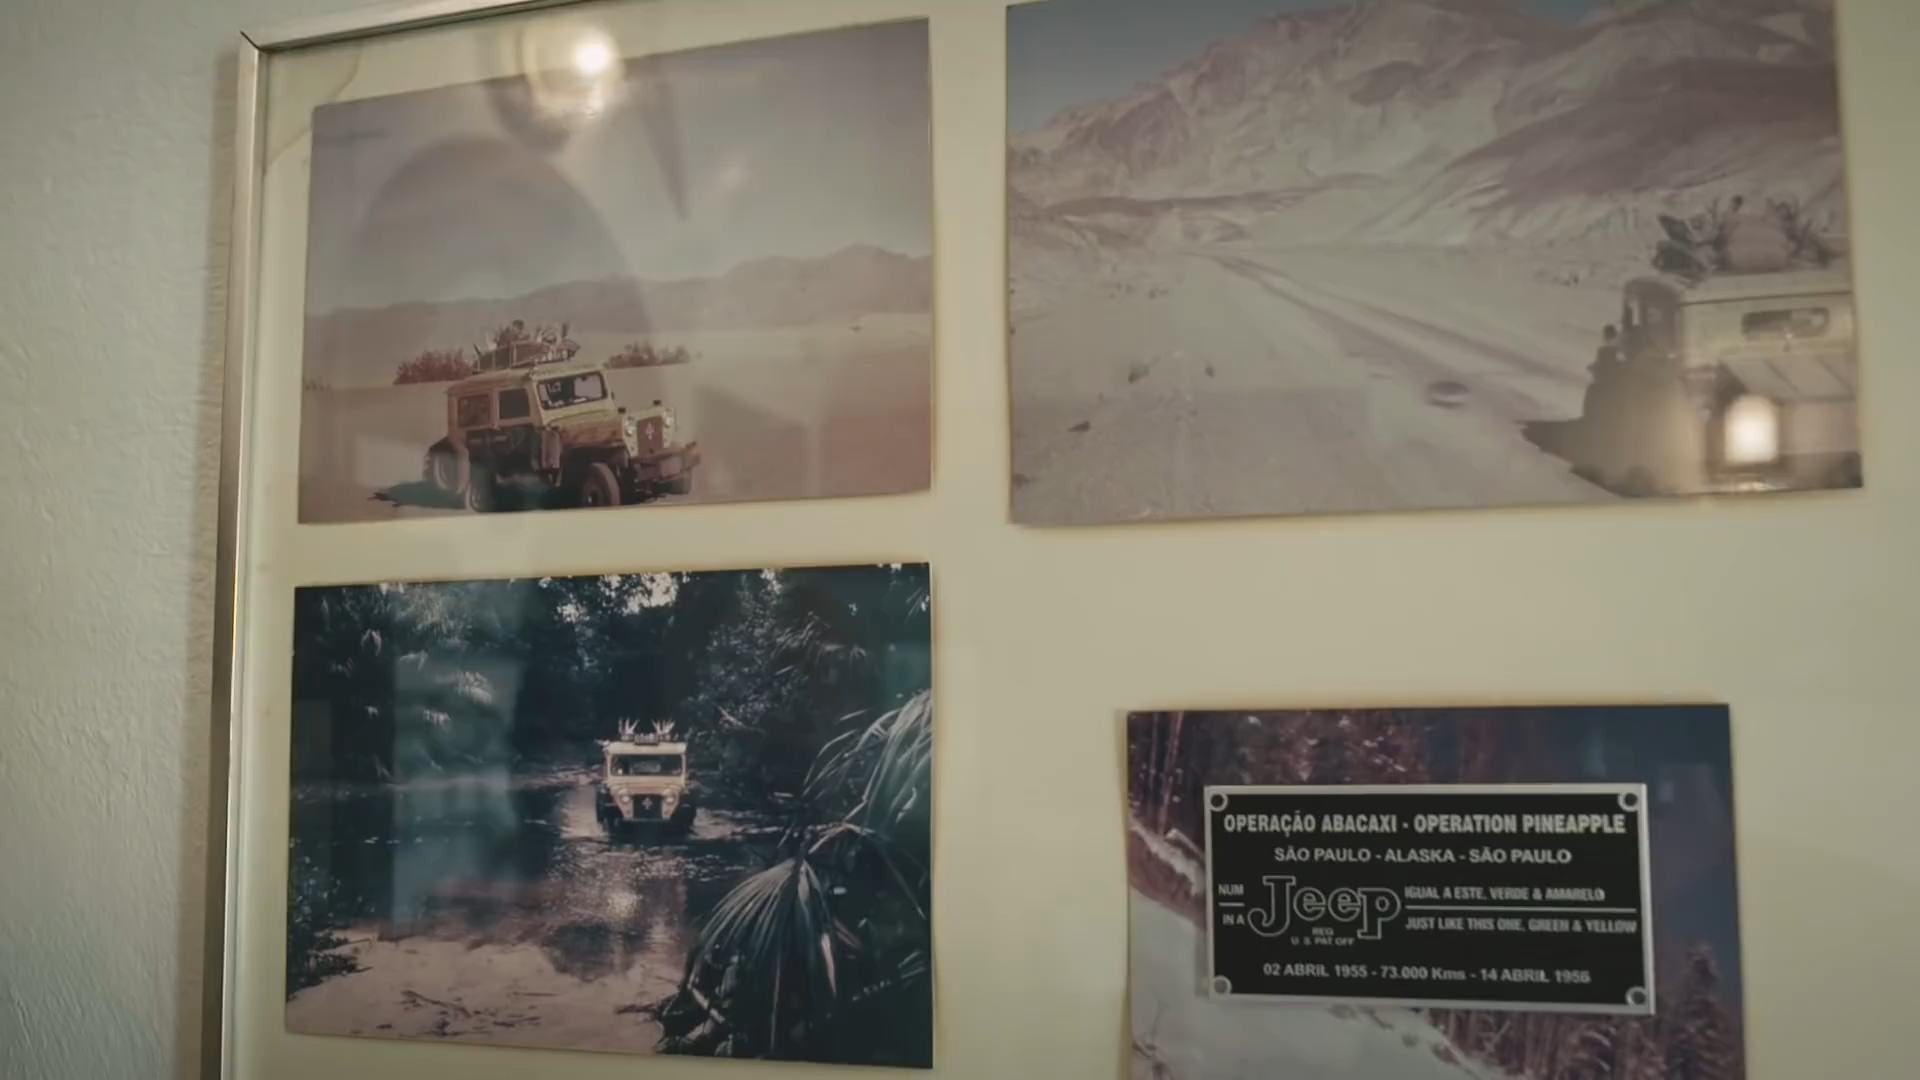 OPERAÇÃO ABACAXI - OPERATION PINEAPPLE
SÃO PAULO - ALASKA - SÃO PAULO
NUM Jeep IGUAL A ESTE, VERDE & AMARELO
IN A JUST LIKE THIS ONE, GREEN & YELLOW
REG
U.S. PAT OFF
02 ABRIL 1955 - 73.000 Kms - 14 ABRIL 1956